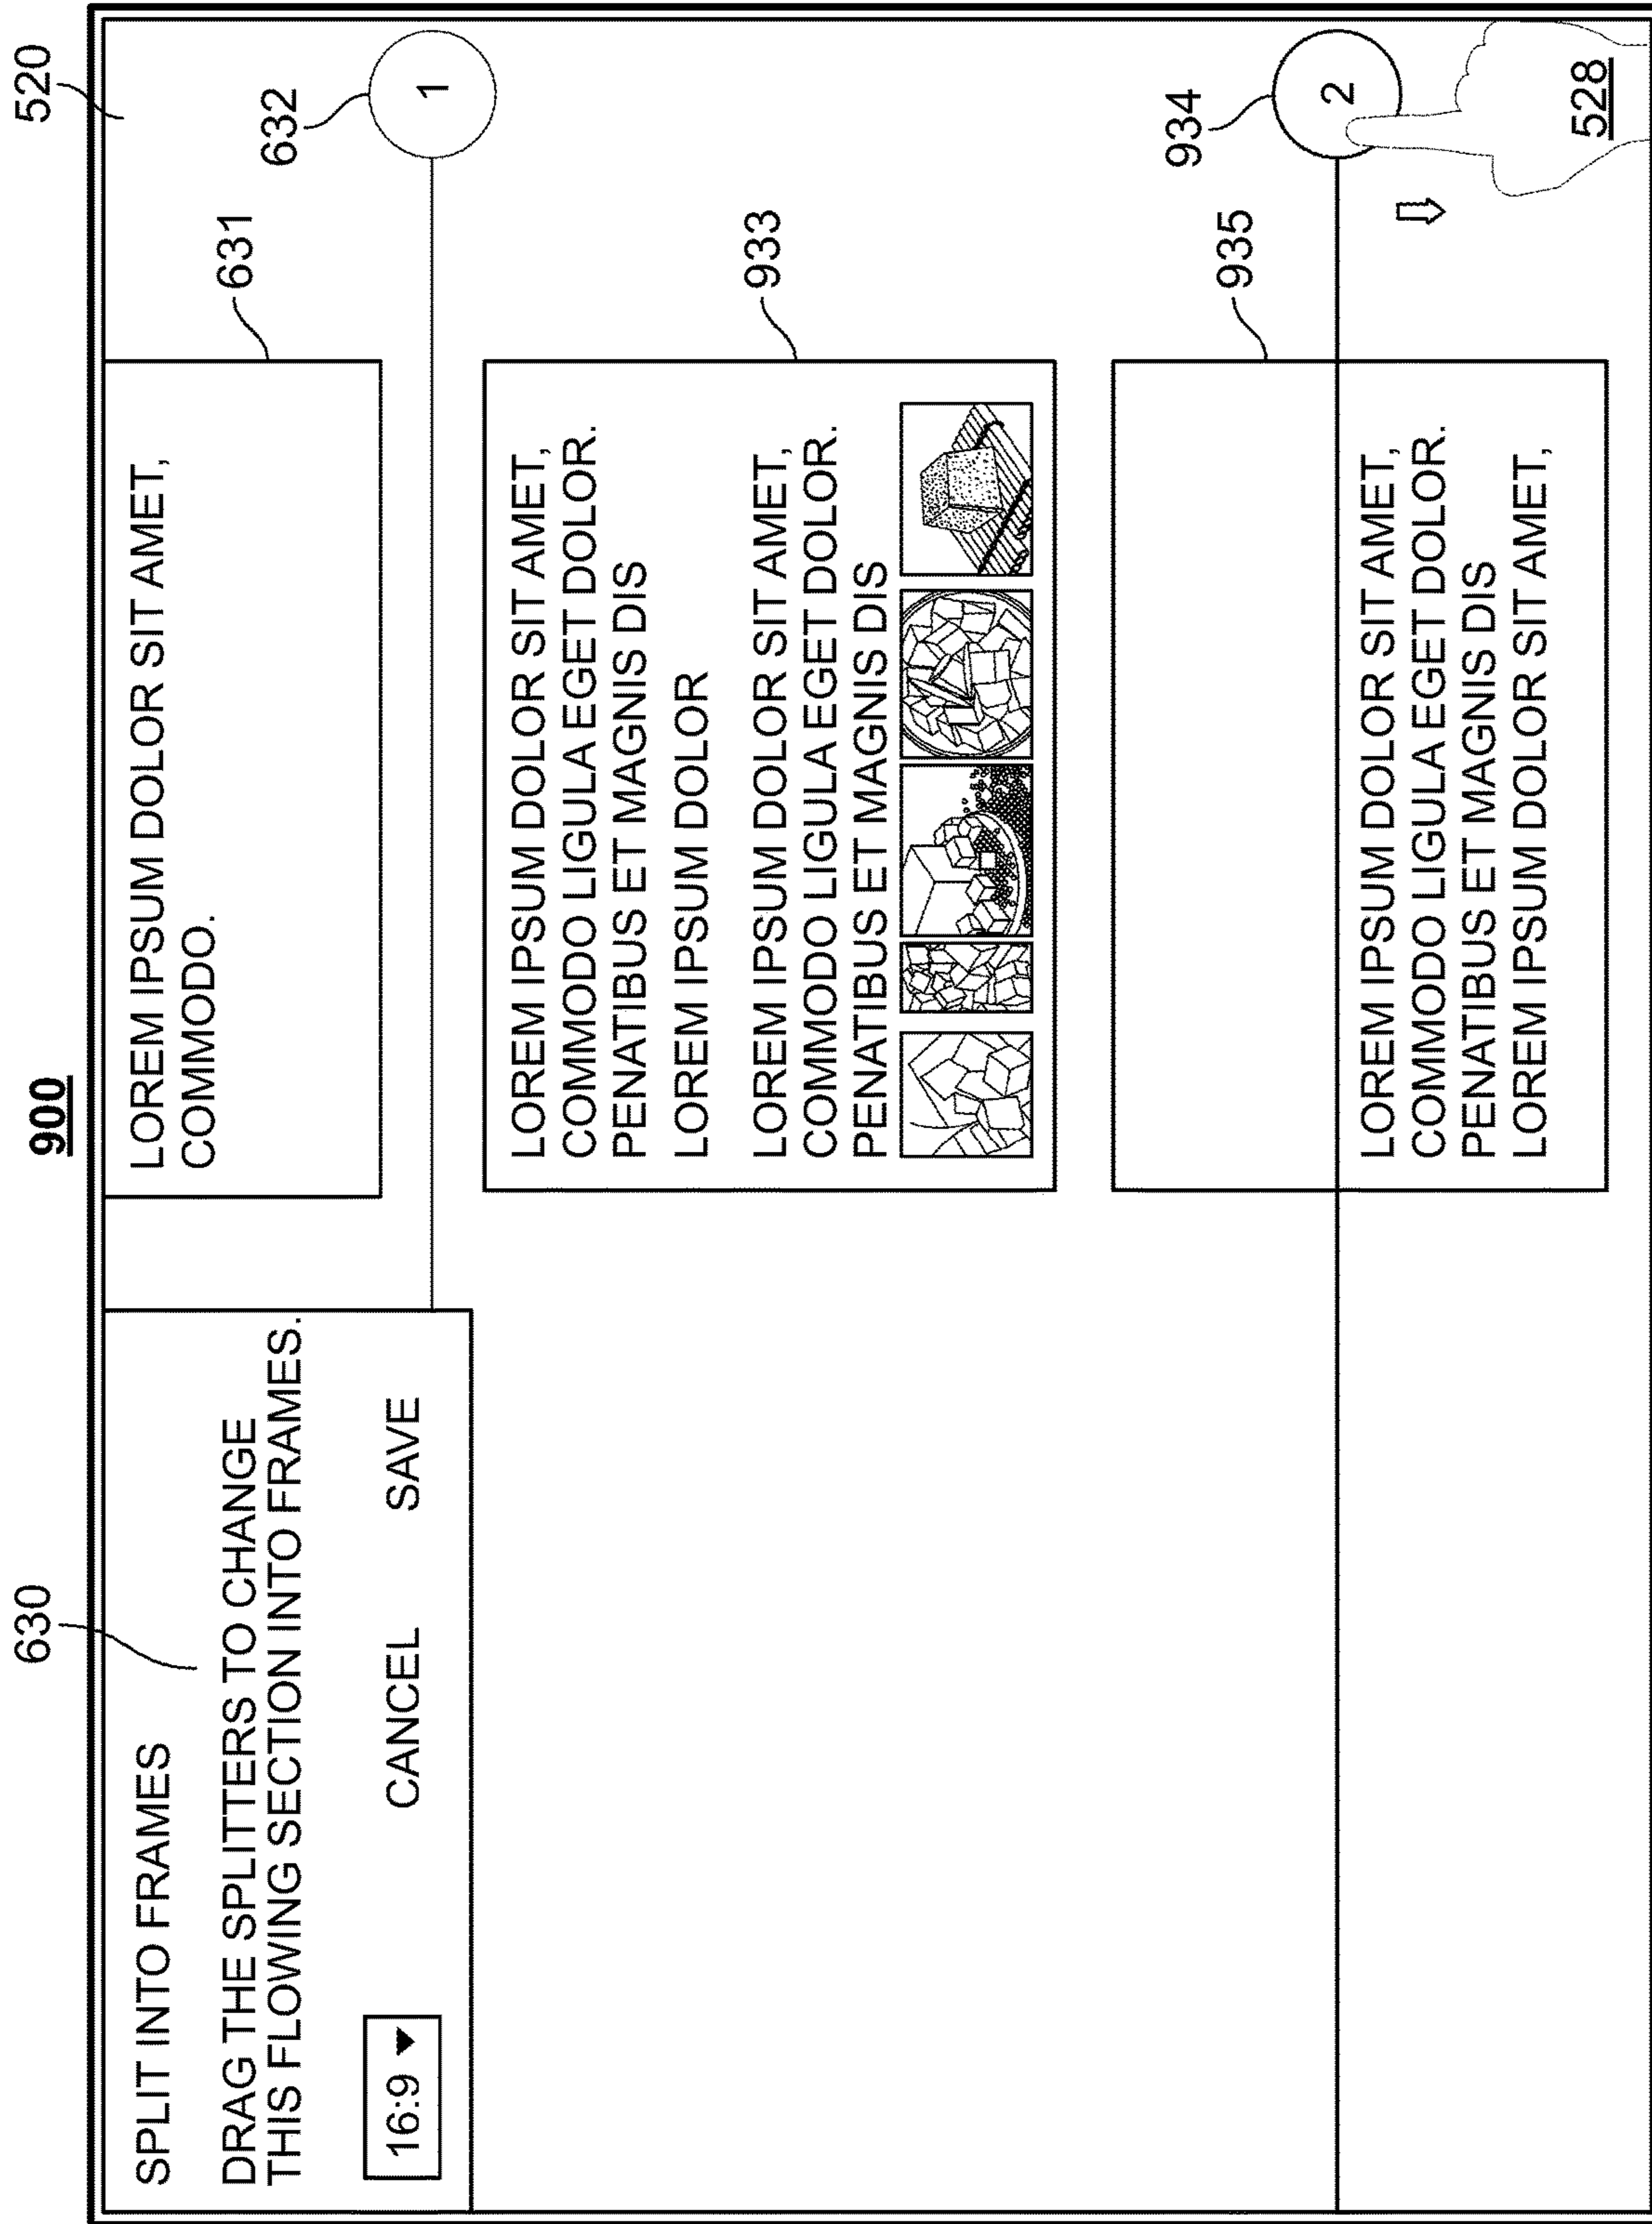 900
630
520
SPLIT INTO FRAMES
DRAG THE SPLITTERS TO CHANGE
THIS FLOWING SECTION INTO FRAMES.
16:9
CANCEL
SAVE
LOREM IPSUM DOLOR SIT AMET,
COMMODO.
631
632
1
LOREM IPSUM DOLOR SIT AMET,
COMMODO LIGULA EGET DOLOR.
PENATIBUS ET MAGNIS DIS
LOREM IPSUM DOLOR
LOREM IPSUM DOLOR SIT AMET,
COMMODO LIGULA EGET DOLOR.
PENATIBUS ET MAGNIS DIS
933
934
2
935
LOREM IPSUM DOLOR SIT AMET,
COMMODO LIGULA EGET DOLOR.
PENATIBUS ET MAGNIS DIS
LOREM IPSUM DOLOR SIT AMET,
528